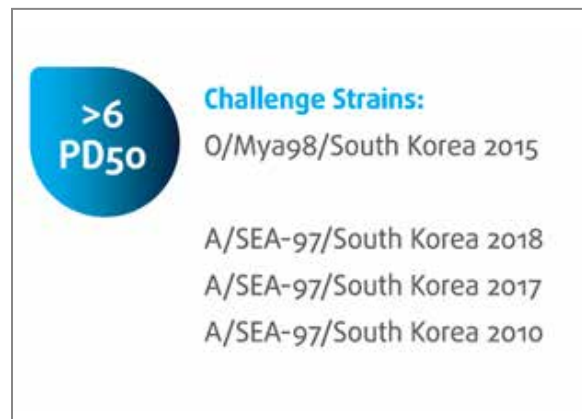 >6
PD50
Challenge Strains:
O/Mya98/South Korea 2015
A/SEA-97/South Korea 2018
A/SEA-97/South Korea 2017
A/SEA-97/South Korea 2010